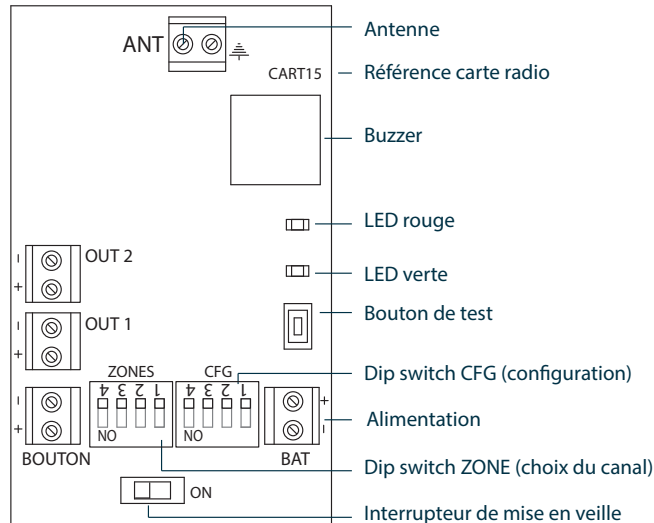 ANT
Antenne
CART15
Référence carte radio
Buzzer
LED rouge
OUT 2
LED verte
OUT 1
Bouton de test
ZONES
CFG
Dip switch CFG (configuration)
4 3 2 1
4 3 2 1
- +
- +
- +
+ -
Alimentation
NO
NO
BOUTON
BAT
Dip switch ZONE (choix du canal)
ON
Interrupteur de mise en veille